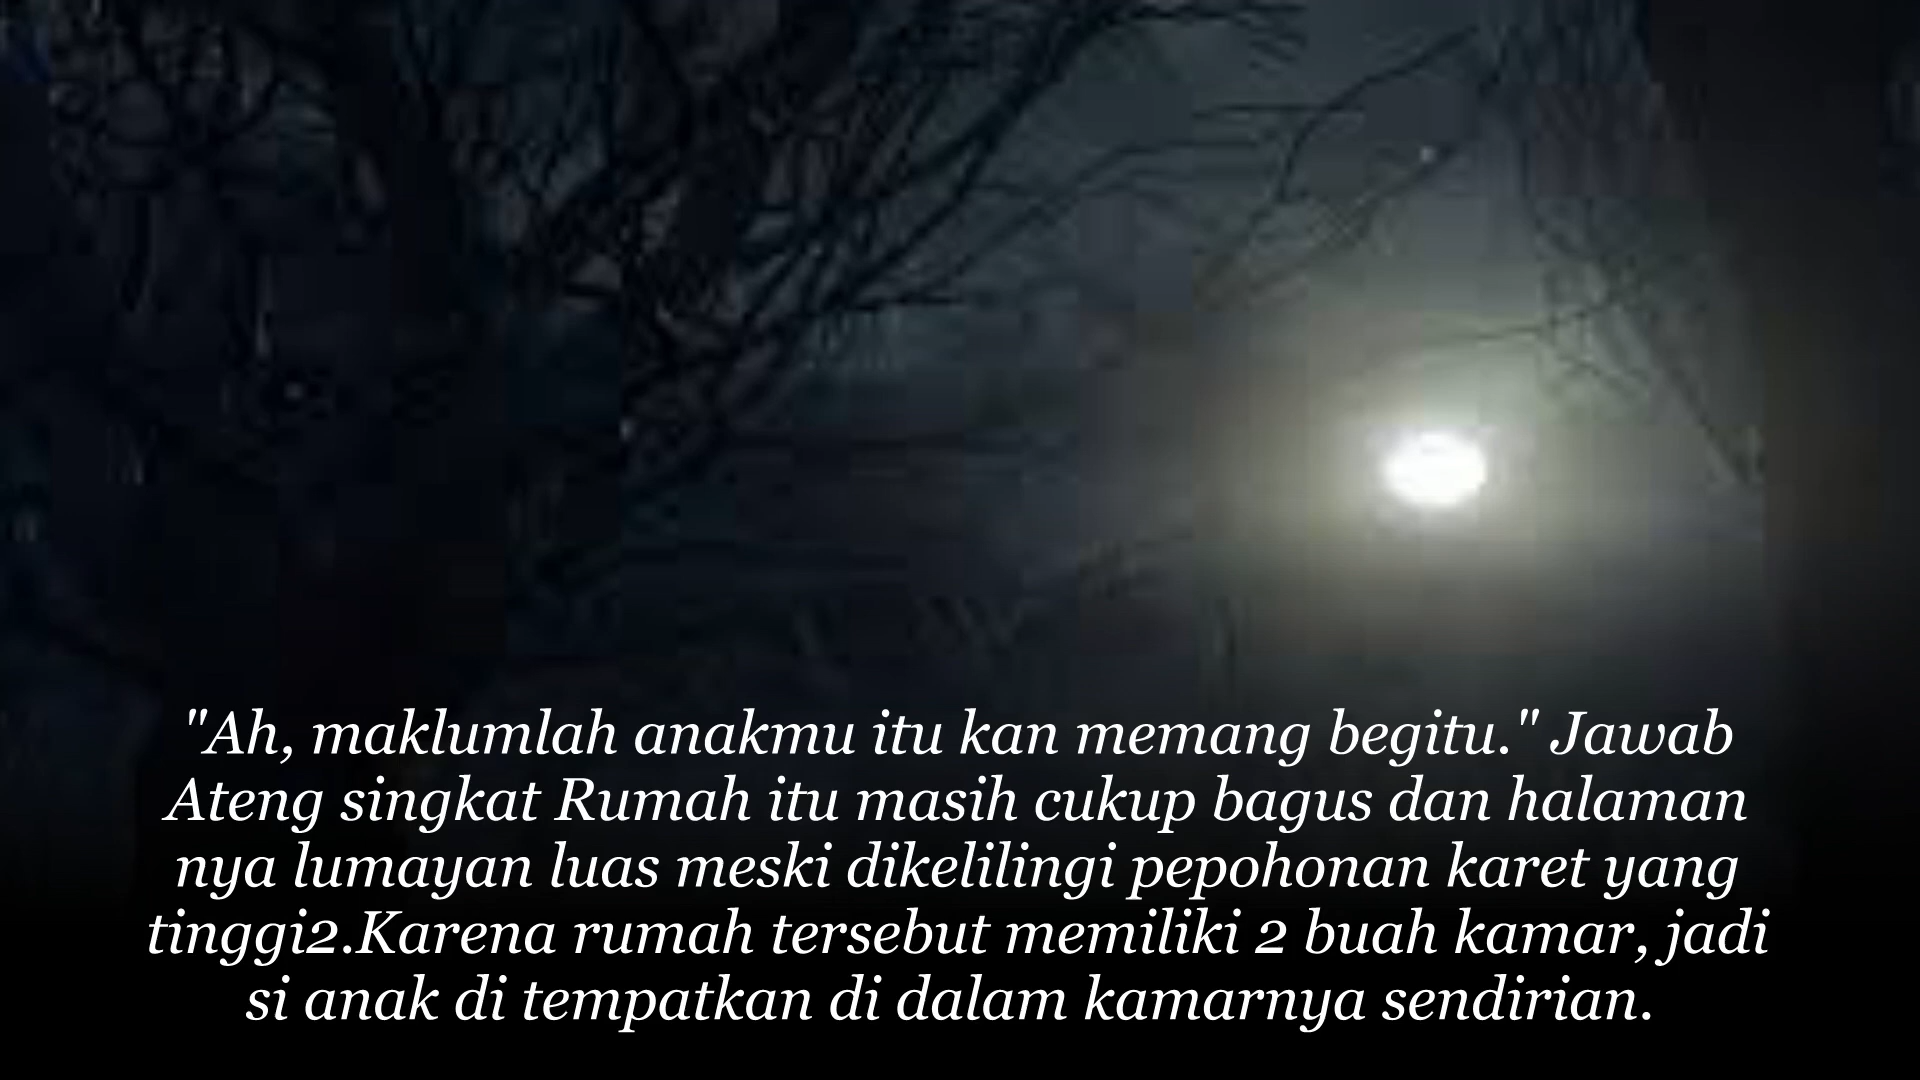 "Ah, maklumlah anakmu itu kan memang begitu." Jawab
Ateng singkat Rumah itu masih cukup bagus dan halaman
nya lumayan luas meski dikelilingi pepohonan karet yang
tinggi2.Karena rumah tersebut memiliki 2 buah kamar, jadi
si anak di tempatkan di dalam kamarnya sendirian.